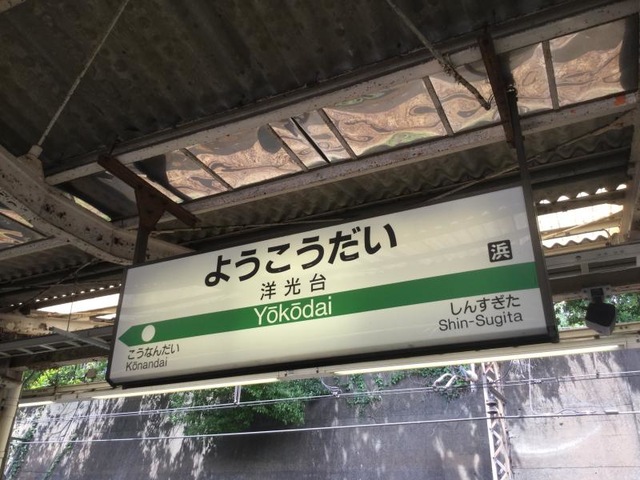 ようこうだい
浜
洋光台
Yōkōdai
こうなんだい
Kōnandai
しんすぎた
Shin-Sugita